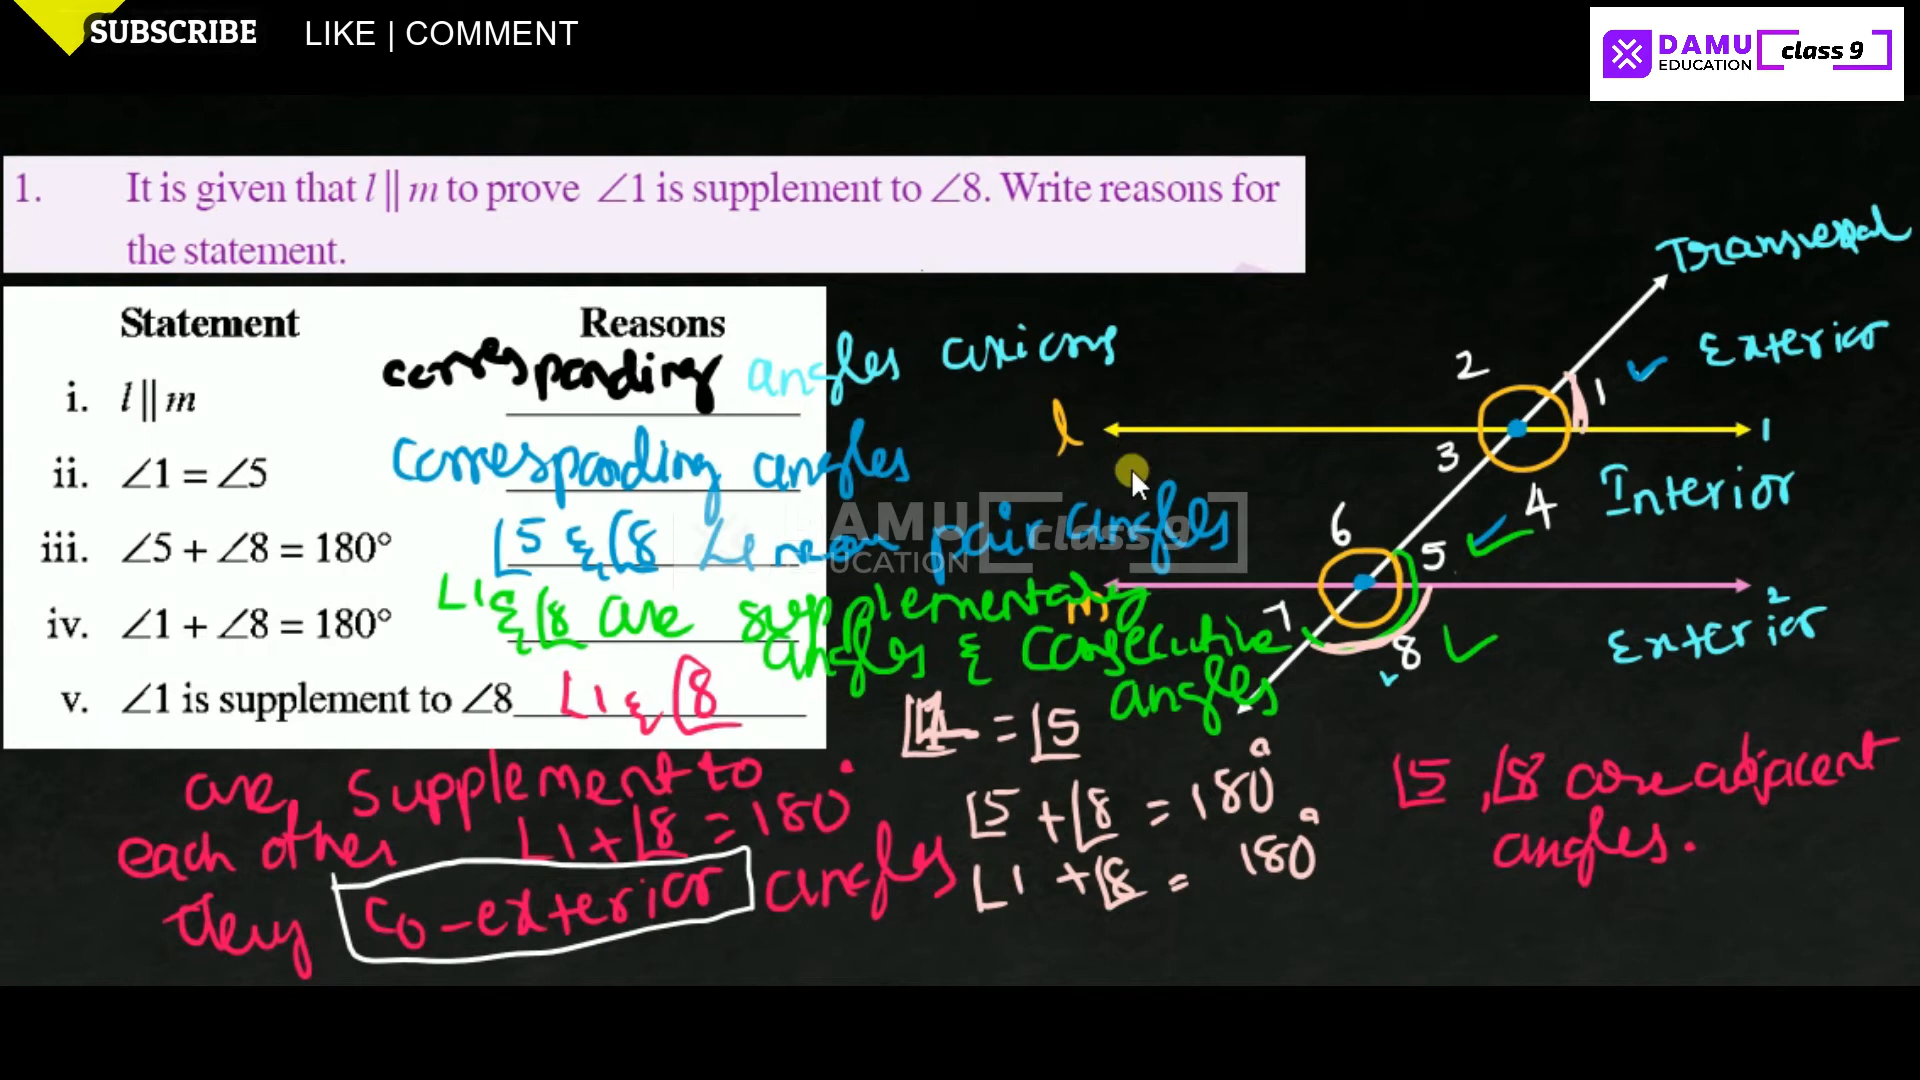 SUBSCRIBE LIKE | COMMENT
DAMU EDUCATION class 9
1. It is given that l || m to prove ∠1 is supplement to ∠8. Write reasons for
the statement.
Statement Reasons
i. l || m corresponding angles axioms
ii. ∠1 = ∠5 corresponding angles
iii. ∠5 + ∠8 = 180° ∠5 & ∠8 Linear pair angles
iv. ∠1 + ∠8 = 180° ∠1 & ∠8 are supplementary
angles & consecutive
angles
v. ∠1 is supplement to ∠8 ∠1 & ∠8
are supplement to
each other ∠1 + ∠8 = 180°
they co-exterior angles
∠1 = ∠5
∠5 + ∠8 = 180°
∠1 + ∠8 = 180°
Transversal
Exterior
2 1
l 1
3 4
Interior
6 5
m 2
7 8
Exterior
∠5, ∠8 are adjacent
angles.
DAMU EDUCATION class 9